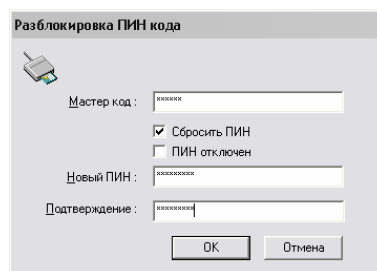 Разблокировка ПИН кода
Мастер код : ××××××
Сбросить ПИН
ПИН отключен
Новый ПИН : ×××××××××
Подтверждение : ×××××××××
OK Отмена